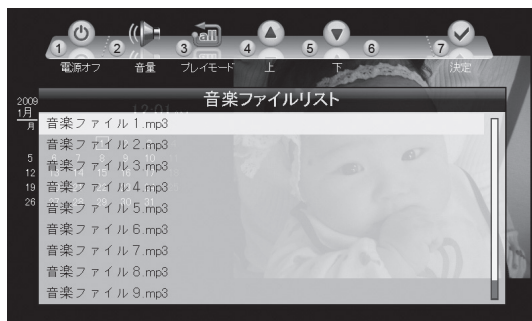 1 2 3 all 4 5 6 7
電源オフ 音量 プレイモード 上 下 決定
音楽ファイルリスト
2009
1月
月
12:01
音楽ファイル1.mp3
音楽ファイル2.mp3
5
音楽ファイル3.mp3
12
音楽ファイル4.mp3
19
音楽ファイル5.mp3
26
音楽ファイル6.mp3
音楽ファイル7.mp3
音楽ファイル8.mp3
音楽ファイル9.mp3